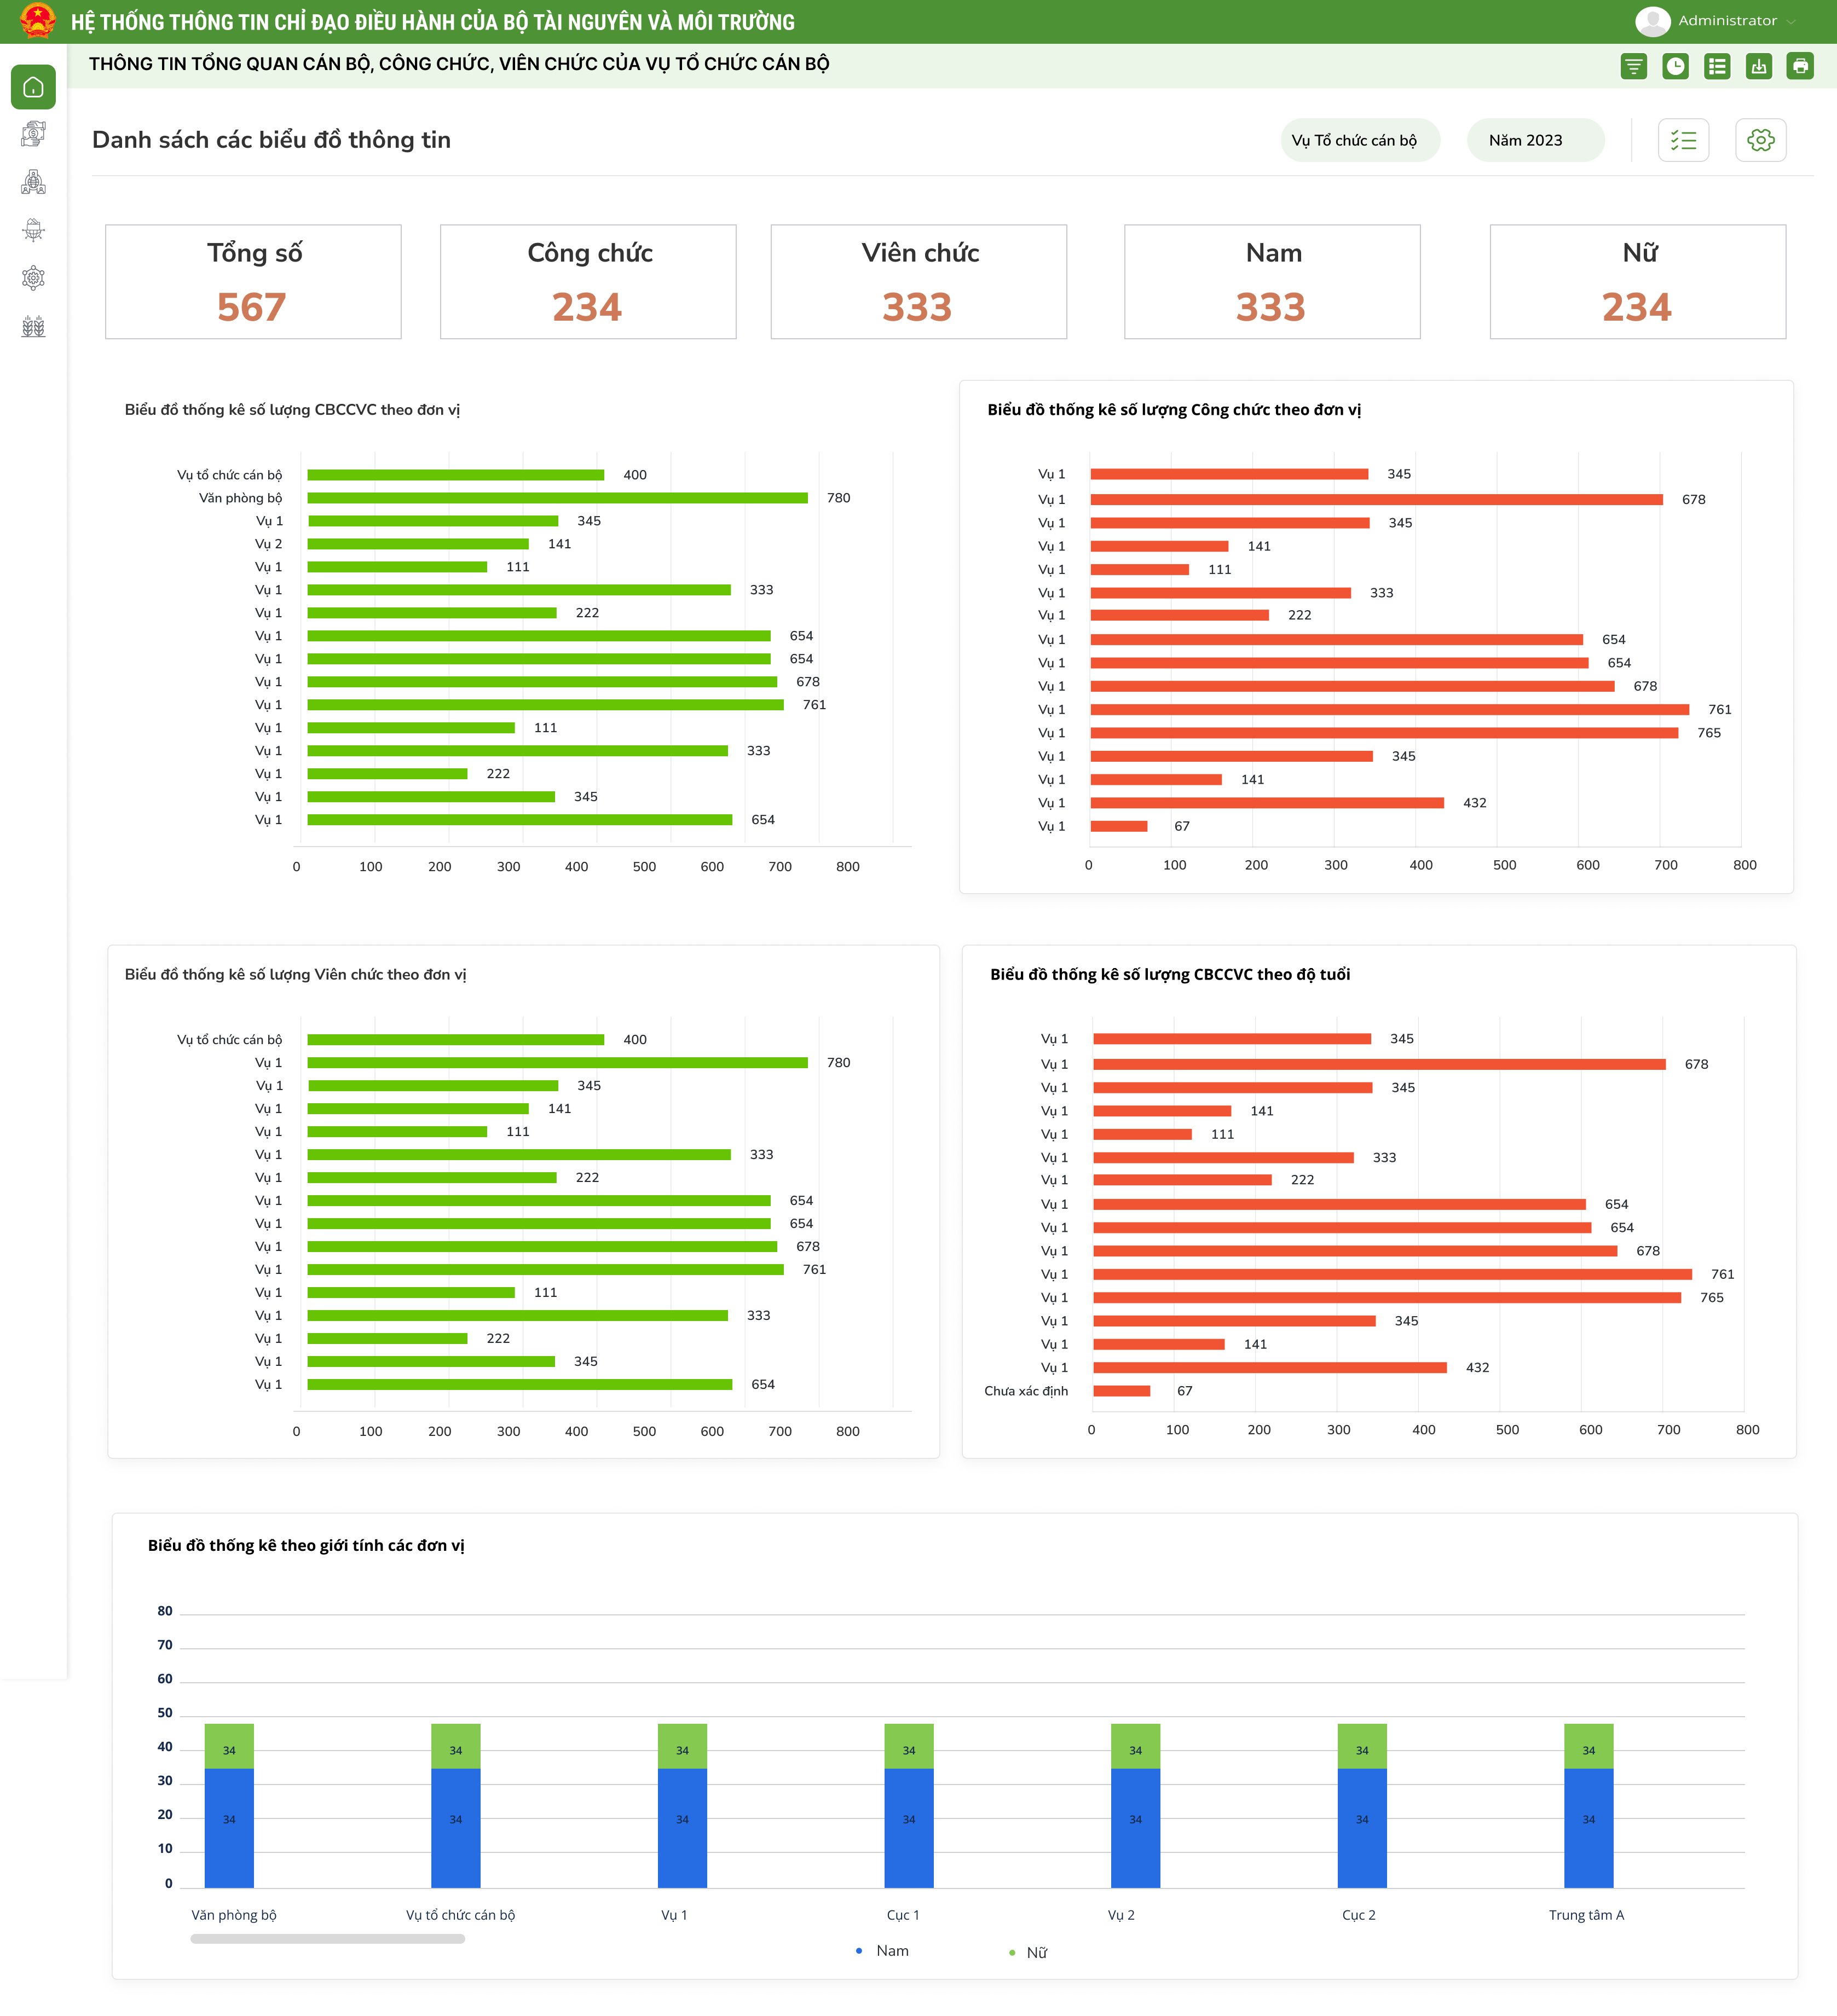 HỆ THỐNG THÔNG TIN CHỈ ĐẠO ĐIỀU HÀNH CỦA BỘ TÀI NGUYÊN VÀ MÔI TRƯỜNG
Administrator
THÔNG TIN TỔNG QUAN CÁN BỘ, CÔNG CHỨC, VIÊN CHỨC CỦA VỤ TỔ CHỨC CÁN BỘ
Danh sách các biểu đồ thông tin
Vụ Tổ chức cán bộ
Năm 2023
Tổng số
567
Công chức
234
Viên chức
333
Nam
333
Nữ
234
Biểu đồ thống kê số lượng CBCCVC theo đơn vị
Vụ tổ chức cán bộ 400
Văn phòng bộ 780
Vụ 1 345
Vụ 2 141
Vụ 1 111
Vụ 1 333
Vụ 1 222
Vụ 1 654
Vụ 1 654
Vụ 1 678
Vụ 1 761
Vụ 1 111
Vụ 1 333
Vụ 1 222
Vụ 1 345
Vụ 1 654
0 100 200 300 400 500 600 700 800
Biểu đồ thống kê số lượng Công chức theo đơn vị
Vụ 1 345
Vụ 1 678
Vụ 1 345
Vụ 1 141
Vụ 1 111
Vụ 1 333
Vụ 1 222
Vụ 1 654
Vụ 1 654
Vụ 1 678
Vụ 1 761
Vụ 1 765
Vụ 1 345
Vụ 1 141
Vụ 1 432
Vụ 1 67
0 100 200 300 400 500 600 700 800
Biểu đồ thống kê số lượng Viên chức theo đơn vị
Vụ tổ chức cán bộ 400
Vụ 1 780
Vụ 1 345
Vụ 1 141
Vụ 1 111
Vụ 1 333
Vụ 1 222
Vụ 1 654
Vụ 1 654
Vụ 1 678
Vụ 1 761
Vụ 1 111
Vụ 1 333
Vụ 1 222
Vụ 1 345
Vụ 1 654
0 100 200 300 400 500 600 700 800
Biểu đồ thống kê số lượng CBCCVC theo độ tuổi
Vụ 1 345
Vụ 1 678
Vụ 1 345
Vụ 1 141
Vụ 1 111
Vụ 1 333
Vụ 1 222
Vụ 1 654
Vụ 1 654
Vụ 1 678
Vụ 1 761
Vụ 1 765
Vụ 1 345
Vụ 1 141
Vụ 1 432
Chưa xác định 67
0 100 200 300 400 500 600 700 800
Biểu đồ thống kê theo giới tính các đơn vị
80
70
60
50
40
30
20
10
0
34 34 34 34 34 34 34
34 34 34 34 34 34 34
Văn phòng bộ Vụ tổ chức cán bộ Vụ 1 Cục 1 Vụ 2 Cục 2 Trung tâm A
Nam Nữ